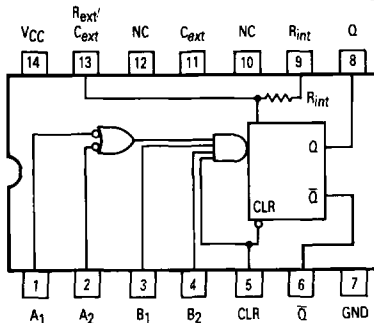 Rext/
VCC Cext NC Cext NC Rint Q
14 13 12 11 10 9 8
Rint
Q
Q̅
CLR
1 2 3 4 5 6 7
A1 A2 B1 B2 CLR Q̅ GND